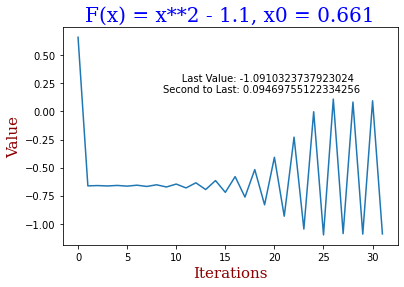 F(x) = x**2 - 1.1, x0 = 0.661
Last Value: -1.0910323737923024
Second to Last: 0.09469755122334256
Value
0.50
0.25
0.00
−0.25
−0.50
−0.75
−1.00
0 5 10 15 20 25 30
Iterations